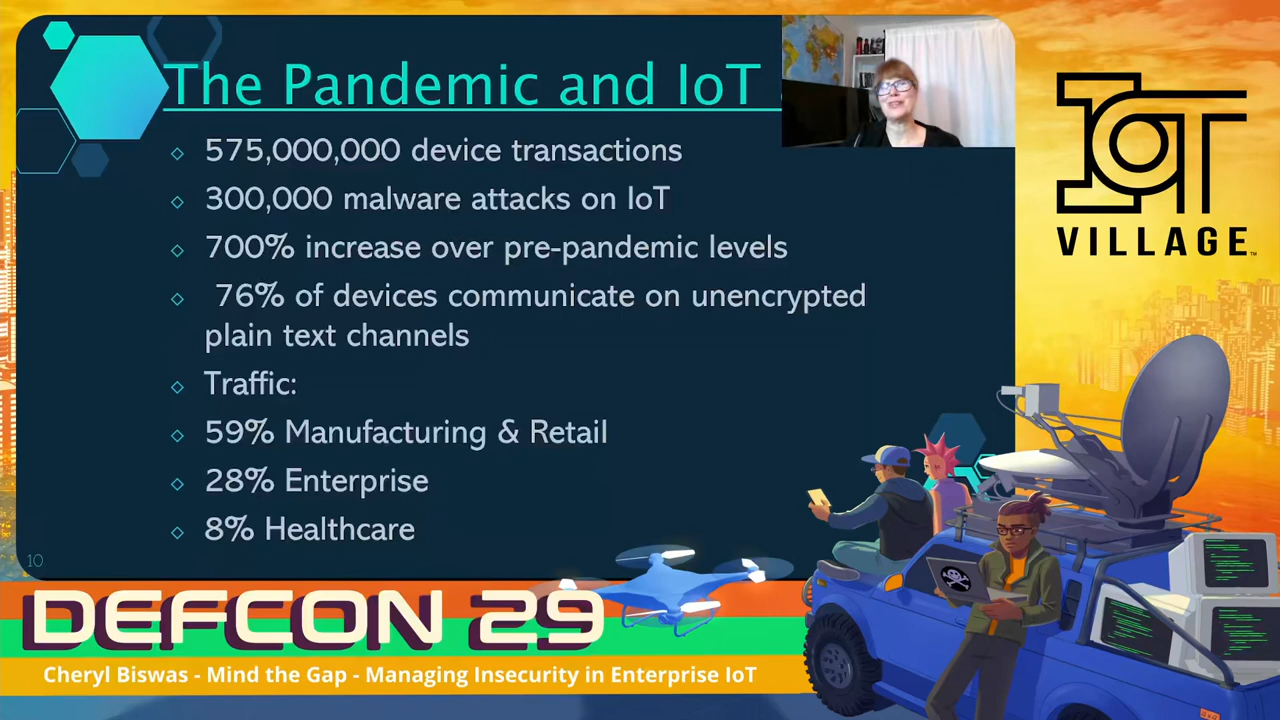 The Pandemic and IoT
575,000,000 device transactions
300,000 malware attacks on IoT
700% increase over pre-pandemic levels
76% of devices communicate on unencrypted
plain text channels
Traffic:
59% Manufacturing & Retail
28% Enterprise
8% Healthcare
10
IOT
VILLAGE™
DEFCON 29
Cheryl Biswas - Mind the Gap - Managing Insecurity in Enterprise IoT